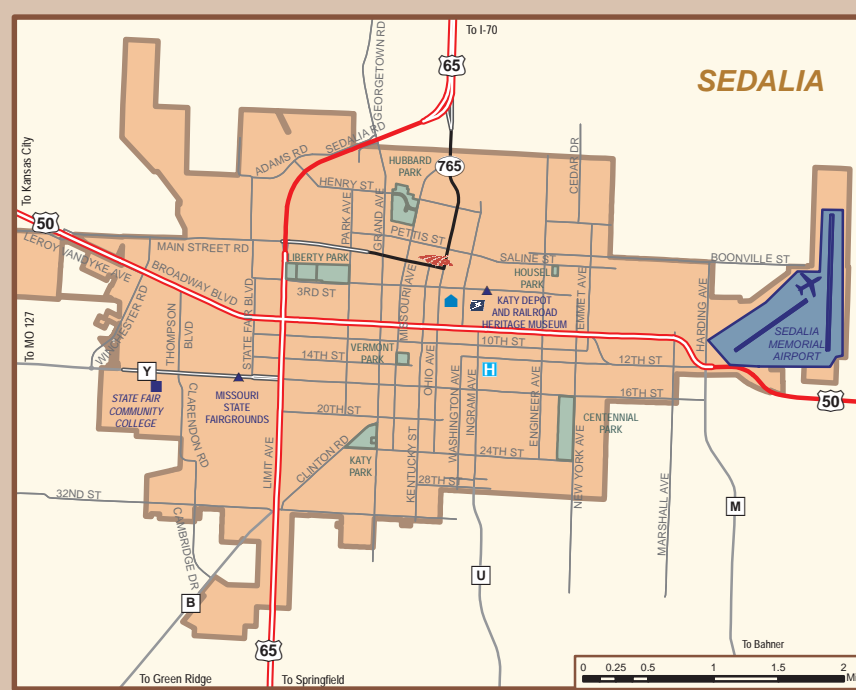 To I-70
65
SEDALIA
GEORGETOWN RD
SEDALIA RD
ADAMS RD
CEDAR DR
HUBBARD
PARK
765
HENRY ST
To Kansas City
50
PARK AVE
GRAND AVE
PETTIS ST
LEROY VANDYKE AVE
MAIN STREET RD
LIBERTY PARK
SALINE ST
BOONVILLE ST
BROADWAY BLVD
HOUSEL
PARK
3RD ST
MISSOURI AVE
KATY DEPOT
AND RAILROAD
HERITAGE MUSEUM
EMMET AVE
HARDING AVE
WINCHESTER RD
THOMPSON
BLVD
STATE FAIR BLVD
To MO 127
10TH ST
VERMONT
PARK
14TH ST
12TH ST
SEDALIA
MEMORIAL
AIRPORT
OHIO AVE
H
Y
STATE FAIR
COMMUNITY
COLLEGE
MISSOURI
STATE
FAIRGROUNDS
WASHINGTON AVE
INGRAM AVE
ENGINEER AVE
16TH ST
50
CLARENDON RD
20TH ST
CENTENNIAL
PARK
LIMIT AVE
CLINTON RD
KATY
PARK
KENTUCKY ST
24TH ST
28TH ST
NEW YORK AVE
MARSHALL AVE
32ND ST
CAMBRIDGE DR
M
U
B
65
To Bahner
To Green Ridge
To Springfield
0 0.25 0.5 1 1.5 2
Mi